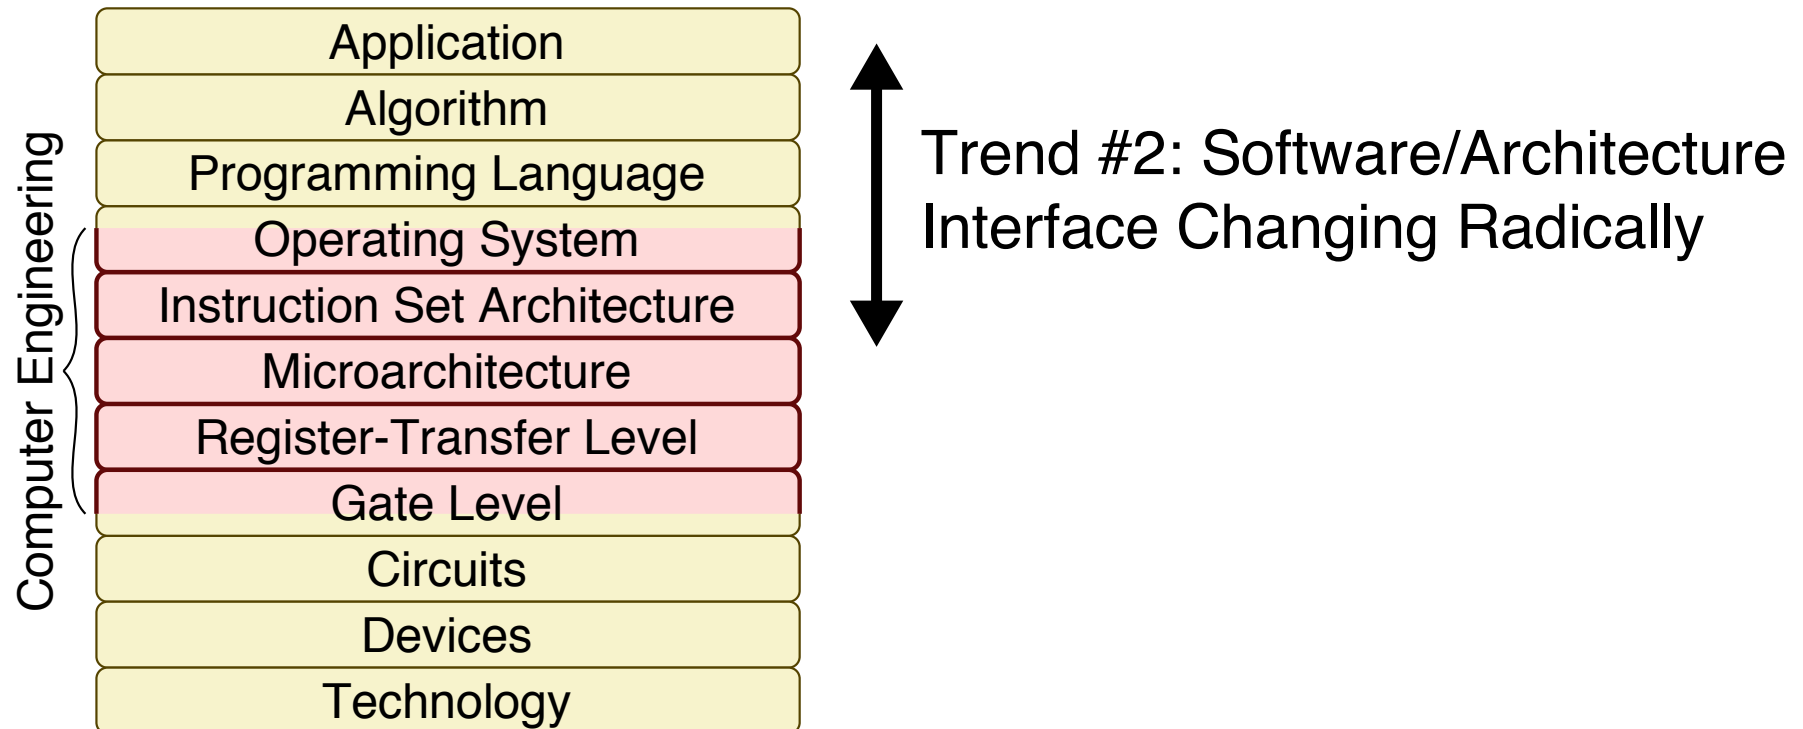 Application
Algorithm
Programming Language
Operating System
Instruction Set Architecture
Microarchitecture
Register-Transfer Level
Gate Level
Circuits
Devices
Technology
Computer Engineering
Trend #2: Software/Architecture
Interface Changing Radically